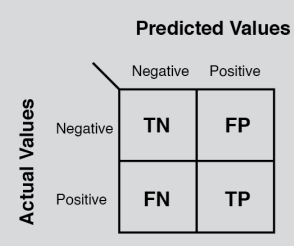 Predicted Values
Negative Positive
Actual Values
Negative TN FP
Positive FN TP